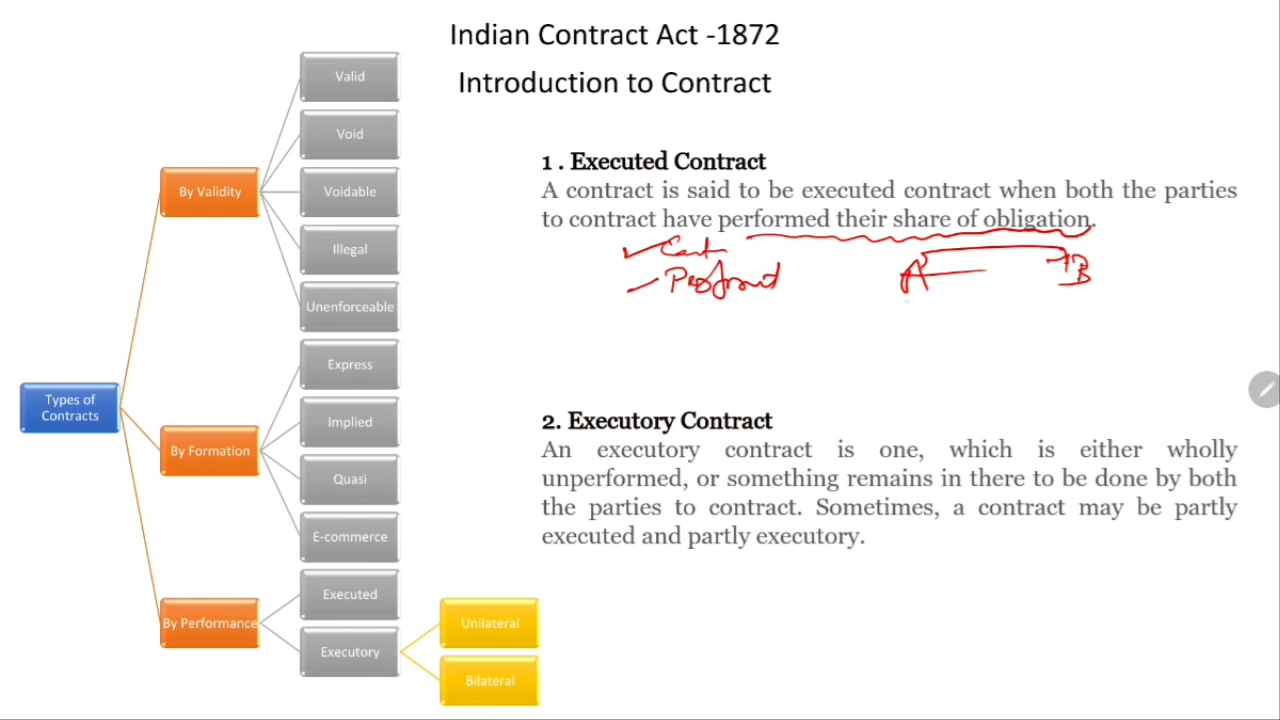 Indian Contract Act -1872
Introduction to Contract
Valid
Void
Voidable
Illegal
Unenforceable
Express
Implied
Quasi
E-commerce
Executed
Executory
By Validity
By Formation
By Performance
Types of
Contracts
Unilateral
Bilateral
1 . Executed Contract
A contract is said to be executed contract when both the parties
to contract have performed their share of obligation.
A
B
2. Executory Contract
An executory contract is one, which is either wholly
unperformed, or something remains in there to be done by both
the parties to contract. Sometimes, a contract may be partly
executed and partly executory.